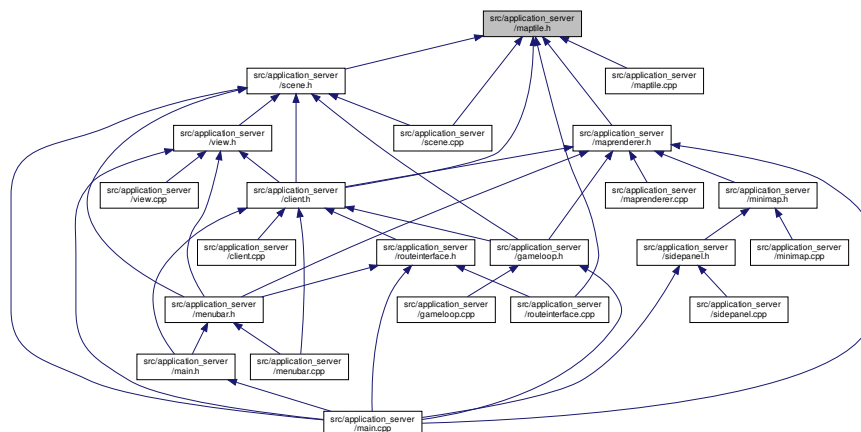 src/application_server
/maptile.h
src/application_server
/scene.h
src/application_server
/maptile.cpp
src/application_server
/view.h
src/application_server
/scene.cpp
src/application_server
/maprenderer.h
src/application_server
/view.cpp
src/application_server
/client.h
src/application_server
/maprenderer.cpp
src/application_server
/minimap.h
src/application_server
/client.cpp
src/application_server
/routeinterface.h
src/application_server
/gameloop.h
src/application_server
/sidepanel.h
src/application_server
/minimap.cpp
src/application_server
/menubar.h
src/application_server
/gameloop.cpp
src/application_server
/routeinterface.cpp
src/application_server
/sidepanel.cpp
src/application_server
/main.h
src/application_server
/menubar.cpp
src/application_server
/main.cpp